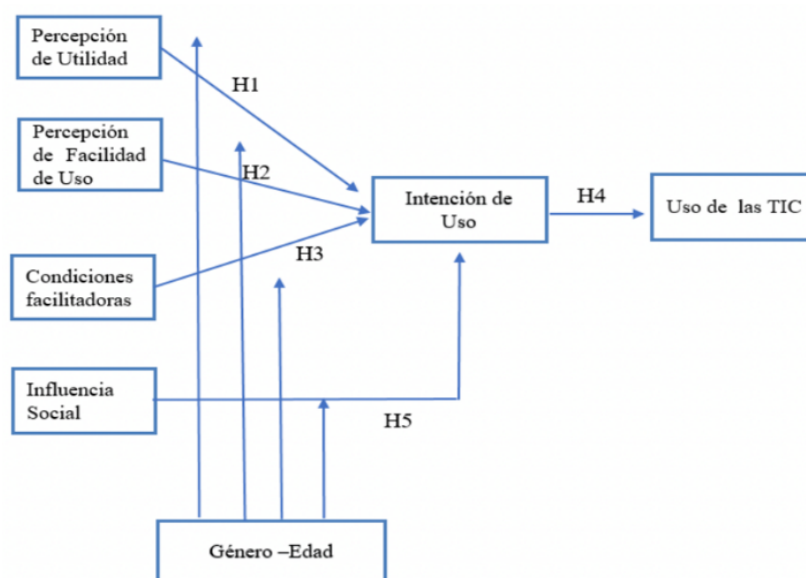 Percepción
de Utilidad
H1
Percepción
de Facilidad
de Uso
H2
Intención de
Uso
H4
Uso de las TIC
H3
Condiciones
facilitadoras
Influencia
Social
H5
Género –Edad